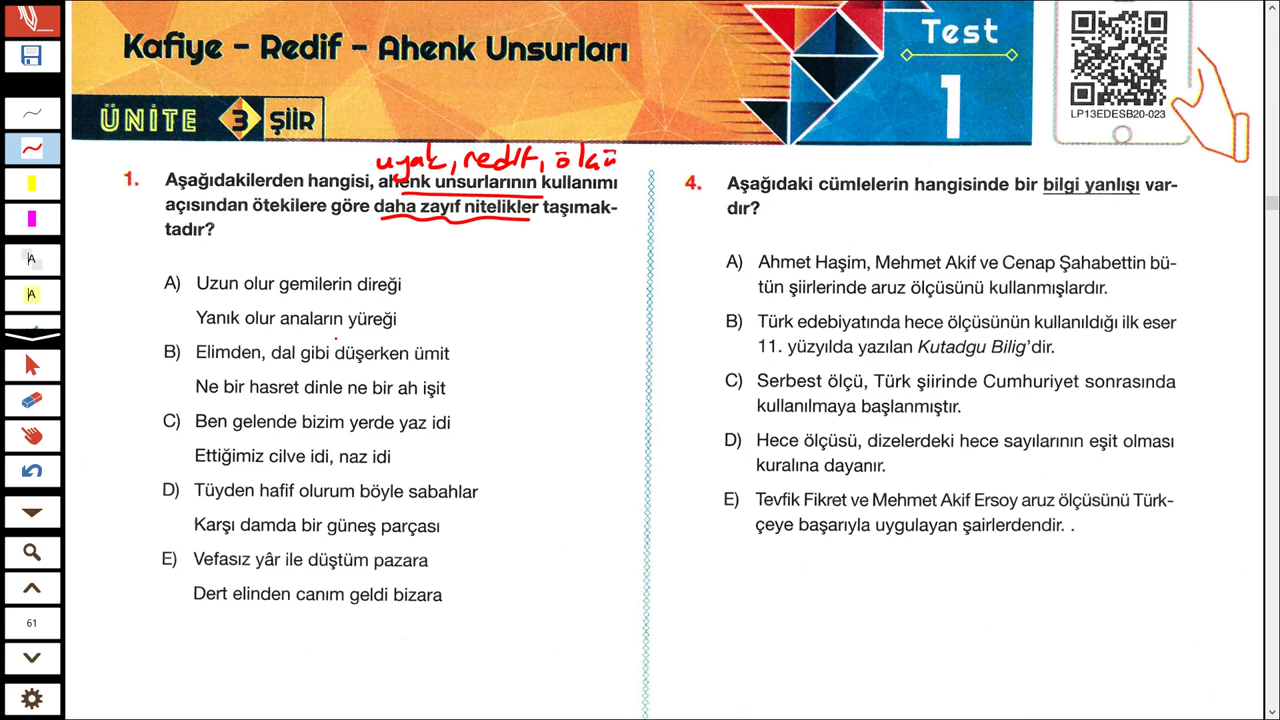 Kafiye - Redif - Ahenk Unsurları
Test
1
ÜNİTE 3 ŞİİR
LP13EDESB20-023
uyak, redif, ölçü
1. Aşağıdakilerden hangisi, ahenk unsurlarının kullanımı
açısından ötekilere göre daha zayıf nitelikler taşımak-
tadır?
A) Uzun olur gemilerin direği
Yanık olur anaların yüreği
B) Elimden, dal gibi düşerken ümit
Ne bir hasret dinle ne bir ah işit
C) Ben gelende bizim yerde yaz idi
Ettiğimiz cilve idi, naz idi
D) Tüyden hafif olurum böyle sabahlar
Karşı damda bir güneş parçası
E) Vefasız yâr ile düştüm pazara
Dert elinden canım geldi bizara
4. Aşağıdaki cümlelerin hangisinde bir bilgi yanlışı var-
dır?
A) Ahmet Haşim, Mehmet Akif ve Cenap Şahabettin bü-
tün şiirlerinde aruz ölçüsünü kullanmışlardır.
B) Türk edebiyatında hece ölçüsünün kullanıldığı ilk eser
11. yüzyılda yazılan Kutadgu Bilig'dir.
C) Serbest ölçü, Türk şiirinde Cumhuriyet sonrasında
kullanılmaya başlanmıştır.
D) Hece ölçüsü, dizelerdeki hece sayılarının eşit olması
kuralına dayanır.
E) Tevfik Fikret ve Mehmet Akif Ersoy aruz ölçüsünü Türk-
çeye başarıyla uygulayan şairlerdendir. .
A
A
61